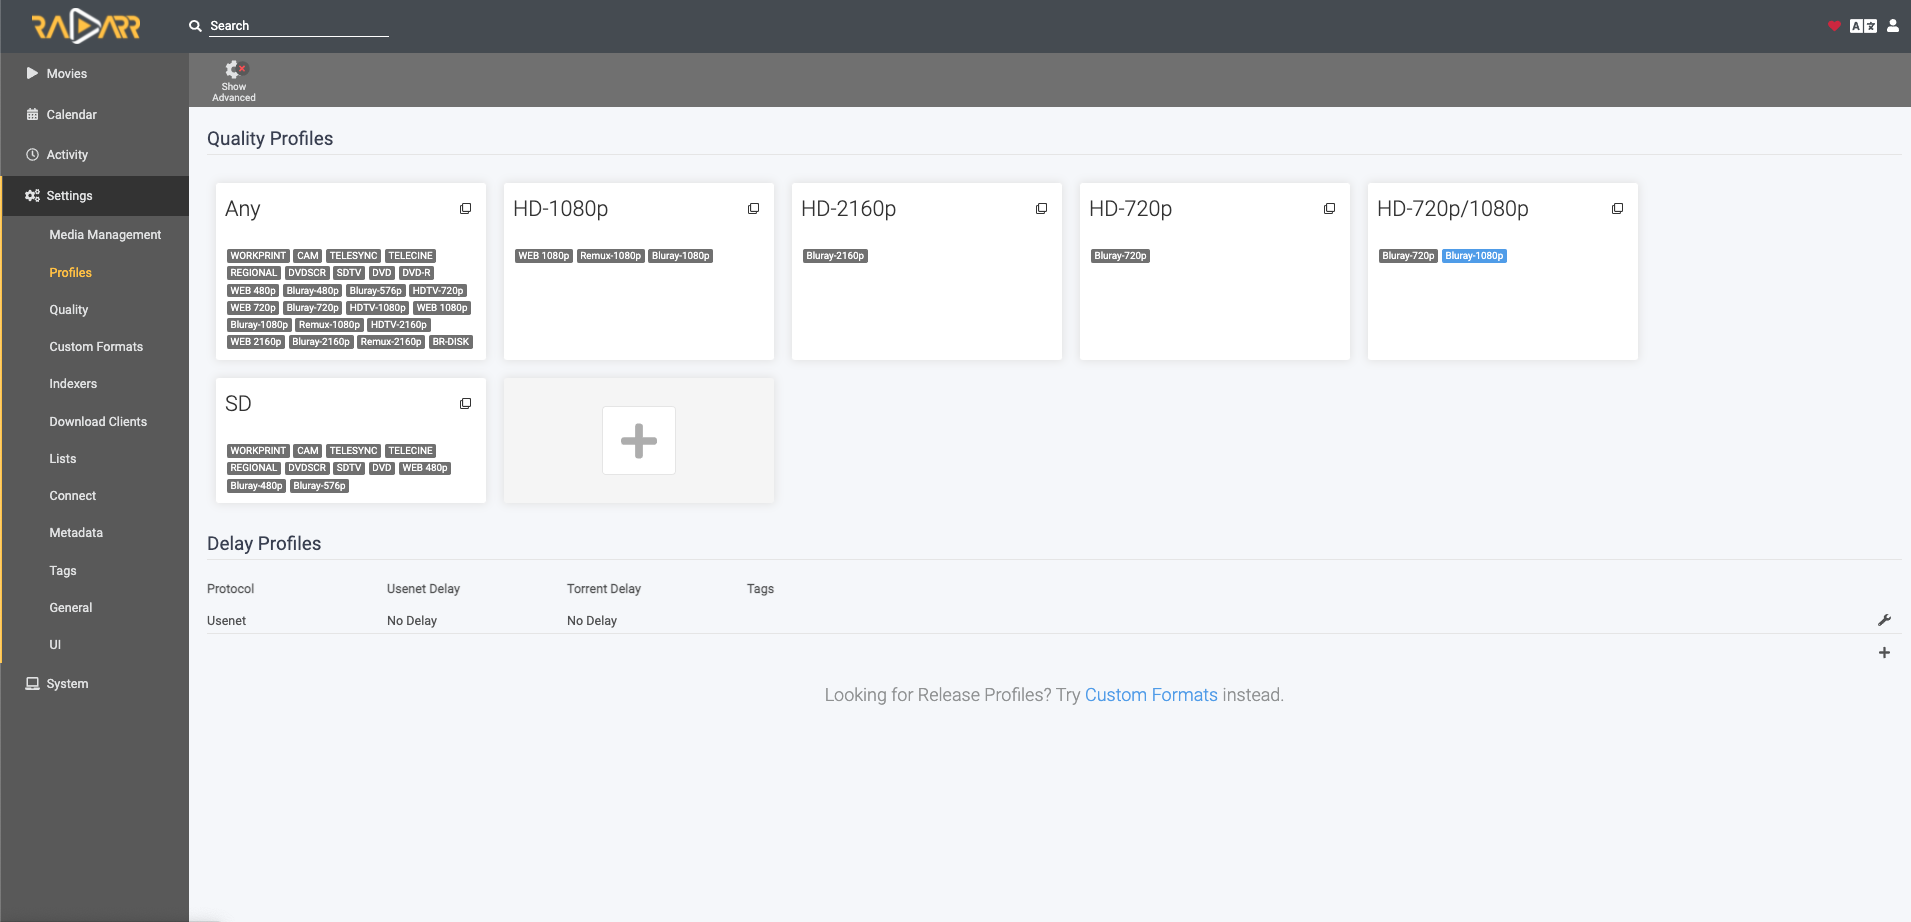 RADARR
Search
Show
Advanced
Movies
Calendar
Activity
Settings
Media Management
Profiles
Quality
Custom Formats
Indexers
Download Clients
Lists
Connect
Metadata
Tags
General
UI
System
Quality Profiles
Any
WORKPRINT CAM TELESYNC TELECINE
REGIONAL DVDSCR SDTV DVD DVD-R
WEB 480p Bluray-480p Bluray-576p HDTV-720p
WEB 720p Bluray-720p HDTV-1080p WEB 1080p
Bluray-1080p Remux-1080p HDTV-2160p
WEB 2160p Bluray-2160p Remux-2160p BR-DISK
HD-1080p
WEB 1080p Remux-1080p Bluray-1080p
HD-2160p
Bluray-2160p
HD-720p
Bluray-720p
HD-720p/1080p
Bluray-720p Bluray-1080p
SD
WORKPRINT CAM TELESYNC TELECINE
REGIONAL DVDSCR SDTV DVD WEB 480p
Bluray-480p Bluray-576p
Delay Profiles
Protocol Usenet Delay Torrent Delay Tags
Usenet No Delay No Delay
Looking for Release Profiles? Try Custom Formats instead.